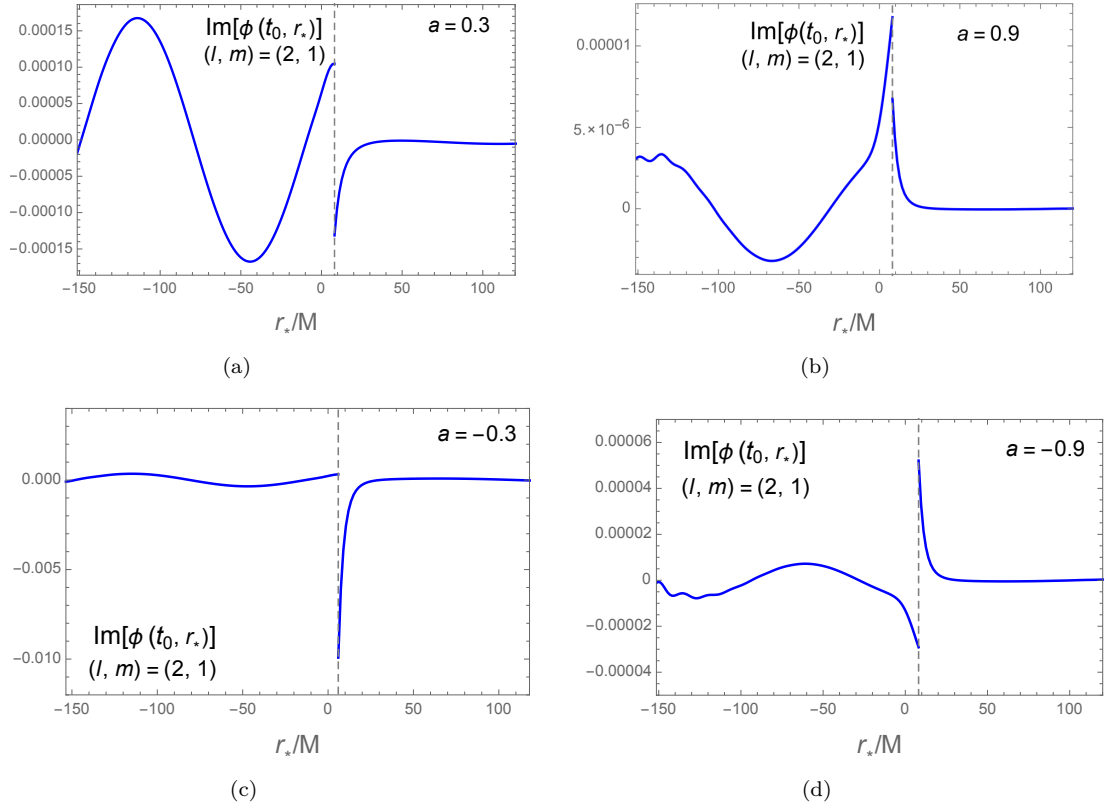 Im[ϕ (t₀, r⁎)]
(l, m) = (2, 1)
a = 0.3
0.00015
0.00010
0.00005
0.00000
−0.00005
−0.00010
−0.00015
−150 −100 −50 0 50 100
r⁎/M
(a)
Im[ϕ(t₀, r⁎)]
(l, m) = (2, 1)
a = 0.9
0.00001
5.×10⁻⁶
0
−150 −100 −50 0 50 100
r⁎/M
(b)
a = −0.3
0.000
−0.005
−0.010
Im[ϕ (t₀, r⁎)]
(l, m) = (2, 1)
−150 −100 −50 0 50 100
r⁎/M
(c)
Im[ϕ (t₀, r⁎)]
(l, m) = (2, 1)
a = −0.9
0.00006
0.00004
0.00002
0
−0.00002
−0.00004
−150 −100 −50 0 50 100
r⁎/M
(d)